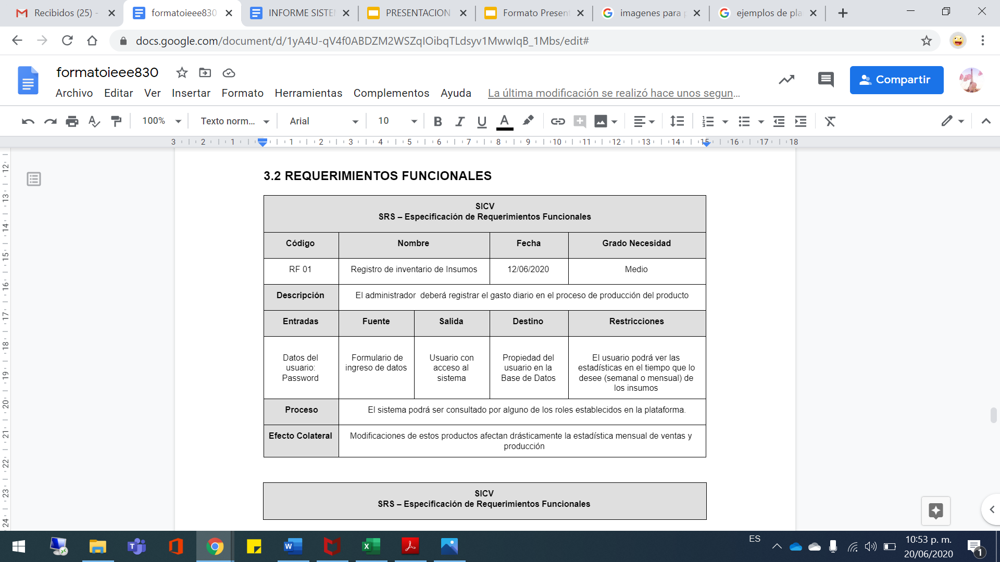 Recibidos (25) -
formatoieee830
INFORME SISTE
PRESENTACION
Formato Presen
imagenes para p
ejemplos de pla
docs.google.com/document/d/1yA4U-qV4f0ABDZM2WSZqIOibqTLdsyv1MwwIqB_1Mbs/edit#
formatoieee830
Archivo Editar Ver Insertar Formato Herramientas Complementos Ayuda La última modificación se realizó hace unos segun...
Compartir
100% Texto norm... Arial 10 B I U A
3 2 1 1 2 3 4 5 6 7 8 9 10 11 12 13 14 15 16 17 18
12
13
14
15
16
17
18
19
20
21
22
23
24
3.2 REQUERIMIENTOS FUNCIONALES
SICV
SRS – Especificación de Requerimientos Funcionales
Código Nombre Fecha Grado Necesidad
RF 01 Registro de inventario de Insumos 12/06/2020 Medio
Descripción El administrador deberá registrar el gasto diario en el proceso de producción del producto
Entradas Fuente Salida Destino Restricciones
Datos del
usuario:
Password
Formulario de
ingreso de datos
Usuario con
acceso al
sistema
Propiedad del
usuario en la
Base de Datos
El usuario podrá ver las
estadísticas en el tiempo que lo
desee (semanal o mensual) de
los insumos
Proceso El sistema podrá ser consultado por alguno de los roles establecidos en la plataforma.
Efecto Colateral Modificaciones de estos productos afectan drásticamente la estadística mensual de ventas y
producción
SICV
SRS – Especificación de Requerimientos Funcionales
ES
10:53 p. m.
20/06/2020
1